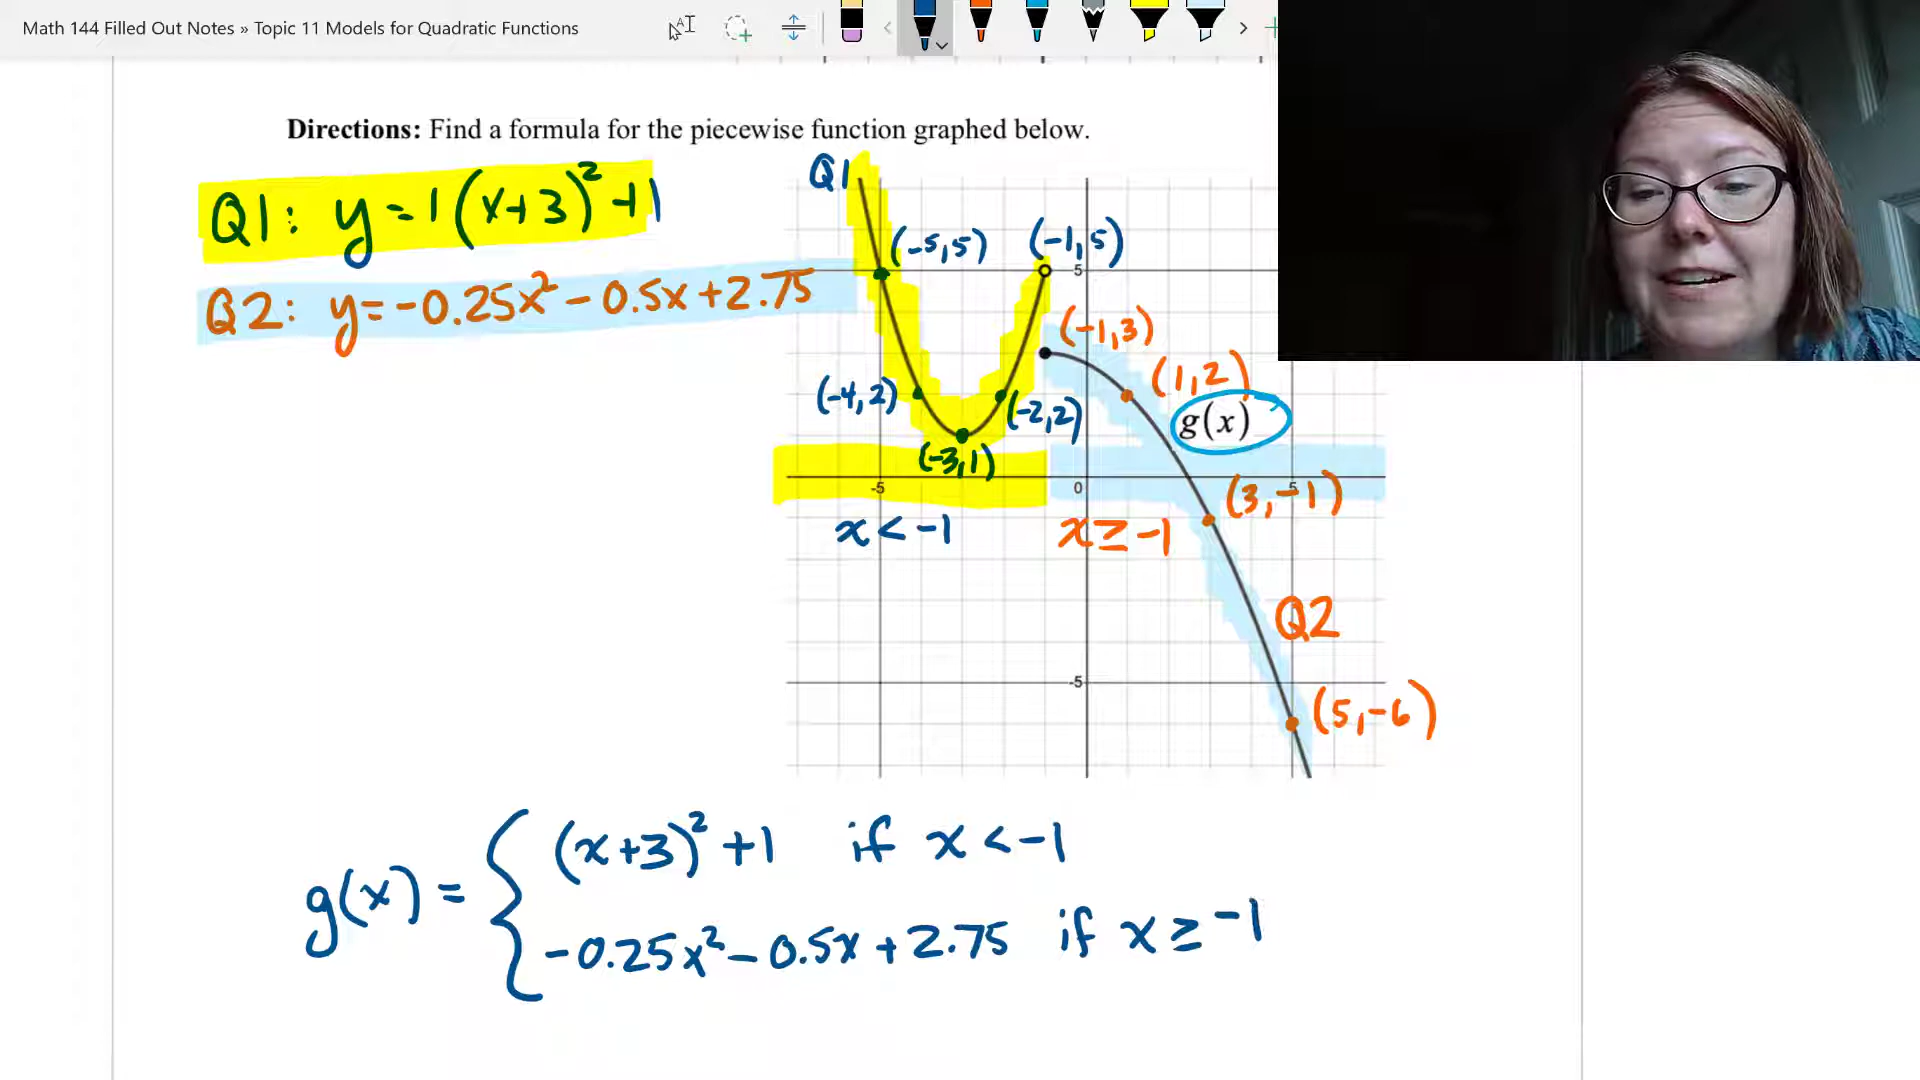 Math 144 Filled Out Notes » Topic 11 Models for Quadratic Functions
Directions: Find a formula for the piecewise function graphed below.
Q1: y = 1(x+3)² + 1
Q2: y = -0.25x² - 0.5x + 2.75
Q1
(-5,5)
(-1,5)
5
(-1,3)
(1,2)
(-4,2)
(-2,2)
g(x)
(-3,1)
-5
0
5
(3,-1)
x < -1
x ≥ -1
Q2
-5
(5,-6)
g(x) = {
(x+3)² + 1 if x < -1
-0.25x² - 0.5x + 2.75 if x ≥ -1